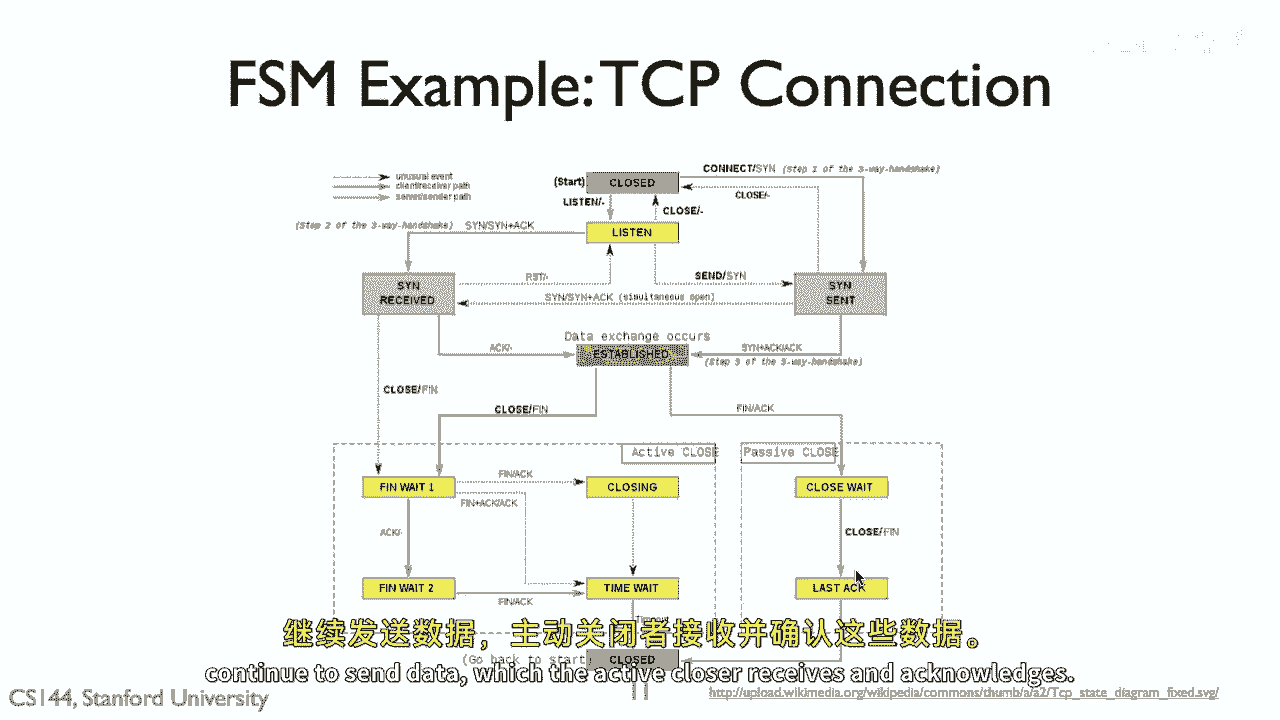 FSM Example: TCP Connection
unusual event
client/receiver path
server/sender path
(Start)
CLOSED
CONNECT/SYN (Step 1 of the 3-way-handshake)
CLOSE/-
LISTEN/-
CLOSE/-
(Step 2 of the 3-way-handshake) SYN/SYN+ACK
LISTEN
SYN
RECEIVED
RST/-
SEND/SYN
SYN
SENT
SYN/SYN+ACK (simultaneous open)
Data exchange occurs
ACK/-
ESTABLISHED
SYN+ACK/ACK
(Step 3 of the 3-way-handshake)
CLOSE/FIN
CLOSE/FIN
FIN/ACK
Active CLOSE
Passive CLOSE
FIN WAIT 1
FIN/ACK
CLOSING
CLOSE WAIT
FIN+ACK/ACK
ACK/-
CLOSE/FIN
FIN WAIT 2
FIN/ACK
TIME WAIT
LAST ACK
继续发送数据，主动关闭者接收并确认这些数据。
(Go back to start)
CLOSED
continue to send data, which the active closer receives and acknowledges.
CS144, Stanford University
http://upload.wikimedia.org/wikipedia/commons/thumb/a/a2/Tcp_state_diagram_fixed.svg/